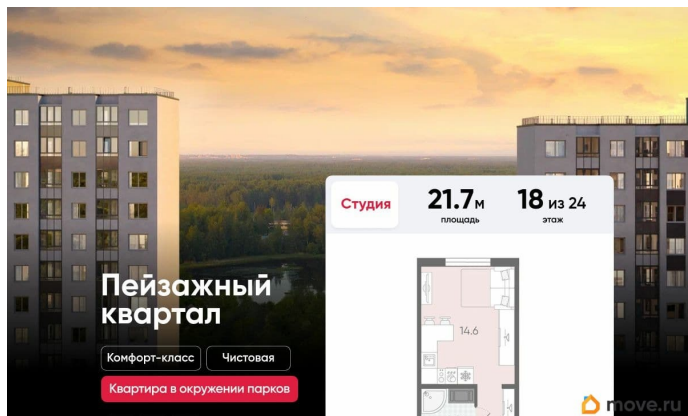 Студия
21.7м
площадь
18 из 24
этаж
Пейзажный
квартал
14.6
Комфорт-класс
Чистовая
Квартира в окружении парков
move.ru